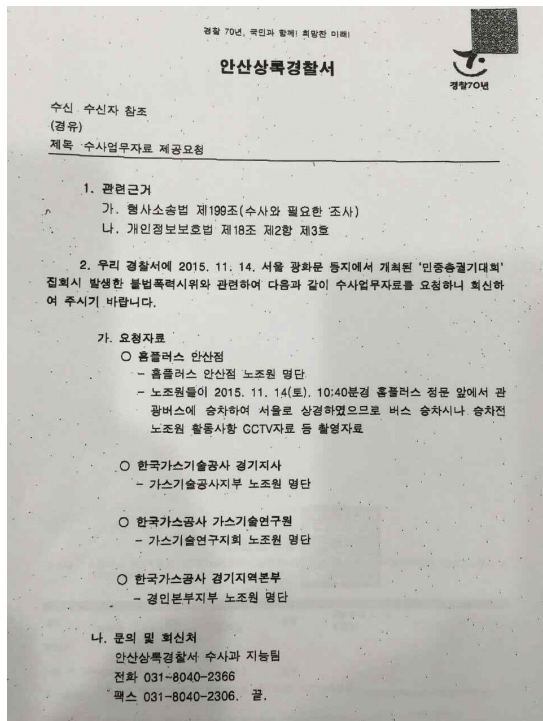 경찰 70년, 국민과 함께! 희망찬 미래!
안산상록경찰서
경찰70년
수신 수신자 참조
(경유)
제목 수사업무자료 제공요청
1. 관련근거
가. 형사소송법 제199조(수사와 필요한 조사)
나. 개인정보보호법 제18조 제2항 제3호
2. 우리 경찰서에 2015. 11. 14. 서울 광화문 등지에서 개최된 '민중총궐기대회'
집회시 발생한 불법폭력시위와 관련하여 다음과 같이 수사업무자료를 요청하니 회신하
여 주시기 바랍니다.
가. 요청자료
○ 홈플러스 안산점
- 홈플러스 안산점 노조원 명단
- 노조원들이 2015. 11. 14(토). 10:40분경 홈플러스 정문 앞에서 관
광버스에 승차하여 서울로 상경하였으므로 버스 승차시나 승차전
노조원 활동사항 CCTV자료 등 촬영자료
○ 한국가스기술공사 경기지사
- 가스기술공사지부 노조원 명단
○ 한국가스공사 가스기술연구원
- 가스기술연구지회 노조원 명단
○ 한국가스공사 경기지역본부
- 경인본부지부 노조원 명단
나. 문의 및 회신처
안산상록경찰서 수사과 지능팀
전화 031-8040-2366
팩스 031-8040-2306. 끝.